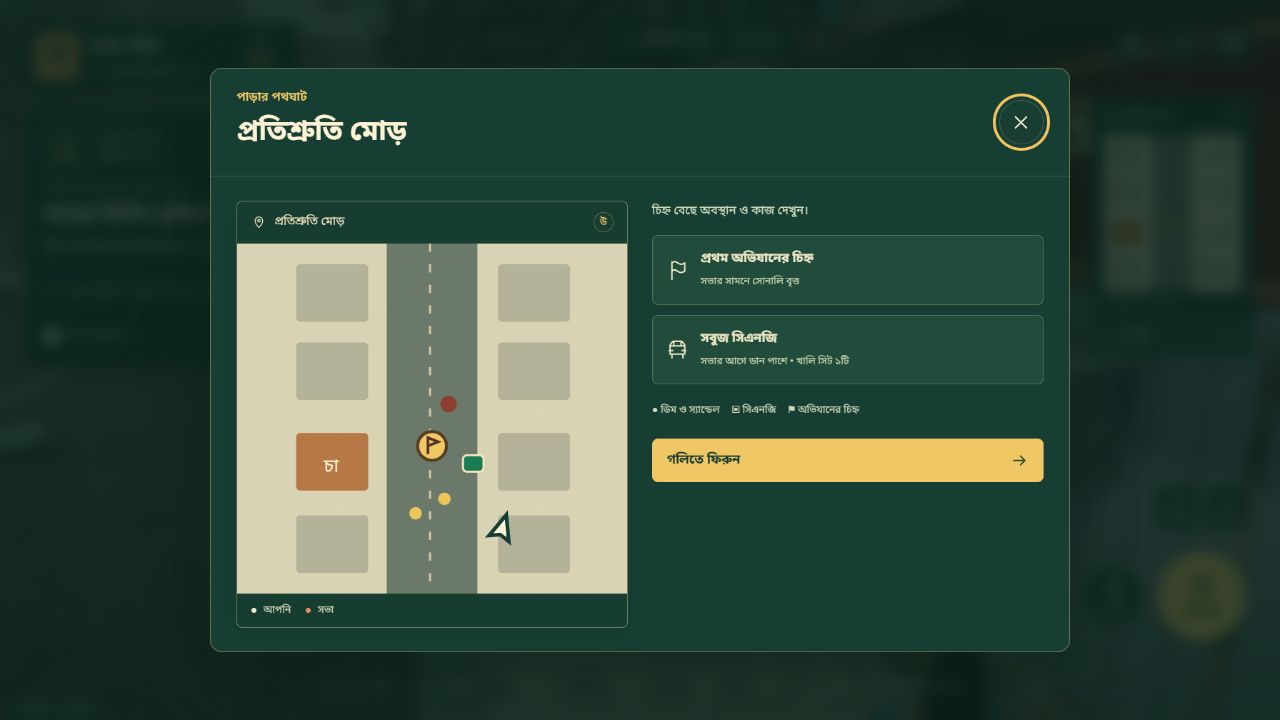 পাড়ার পথঘাট
প্রতিশ্রুতি মোড়
প্রতিশ্রুতি মোড়
উ
চা
আপনি
সভা
চিহ্ন বেছে অবস্থান ও কাজ দেখুন।
প্রথম অভিযানের চিহ্ন
সভার সামনে সোনালি বৃত্ত
সবুজ সিএনজি
সভার আগে ডান পাশে • খালি সিট ১টি
● ডিম ও স্যান্ডেল ▣ সিএনজি ⚑ অভিযানের চিহ্ন
গলিতে ফিরুন